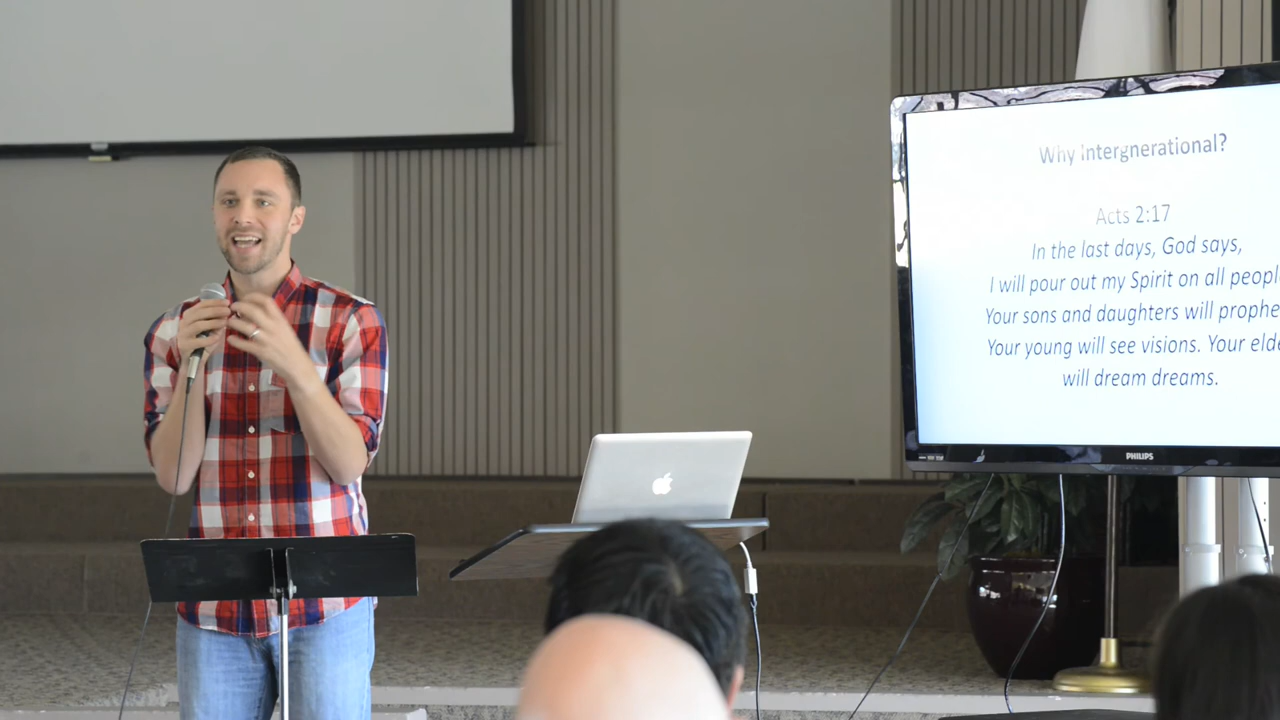 Why Intergnerational?
Acts 2:17
In the last days, God says,
I will pour out my Spirit on all peopl
Your sons and daughters will prophe
Your young will see visions. Your elde
will dream dreams.
PHILIPS